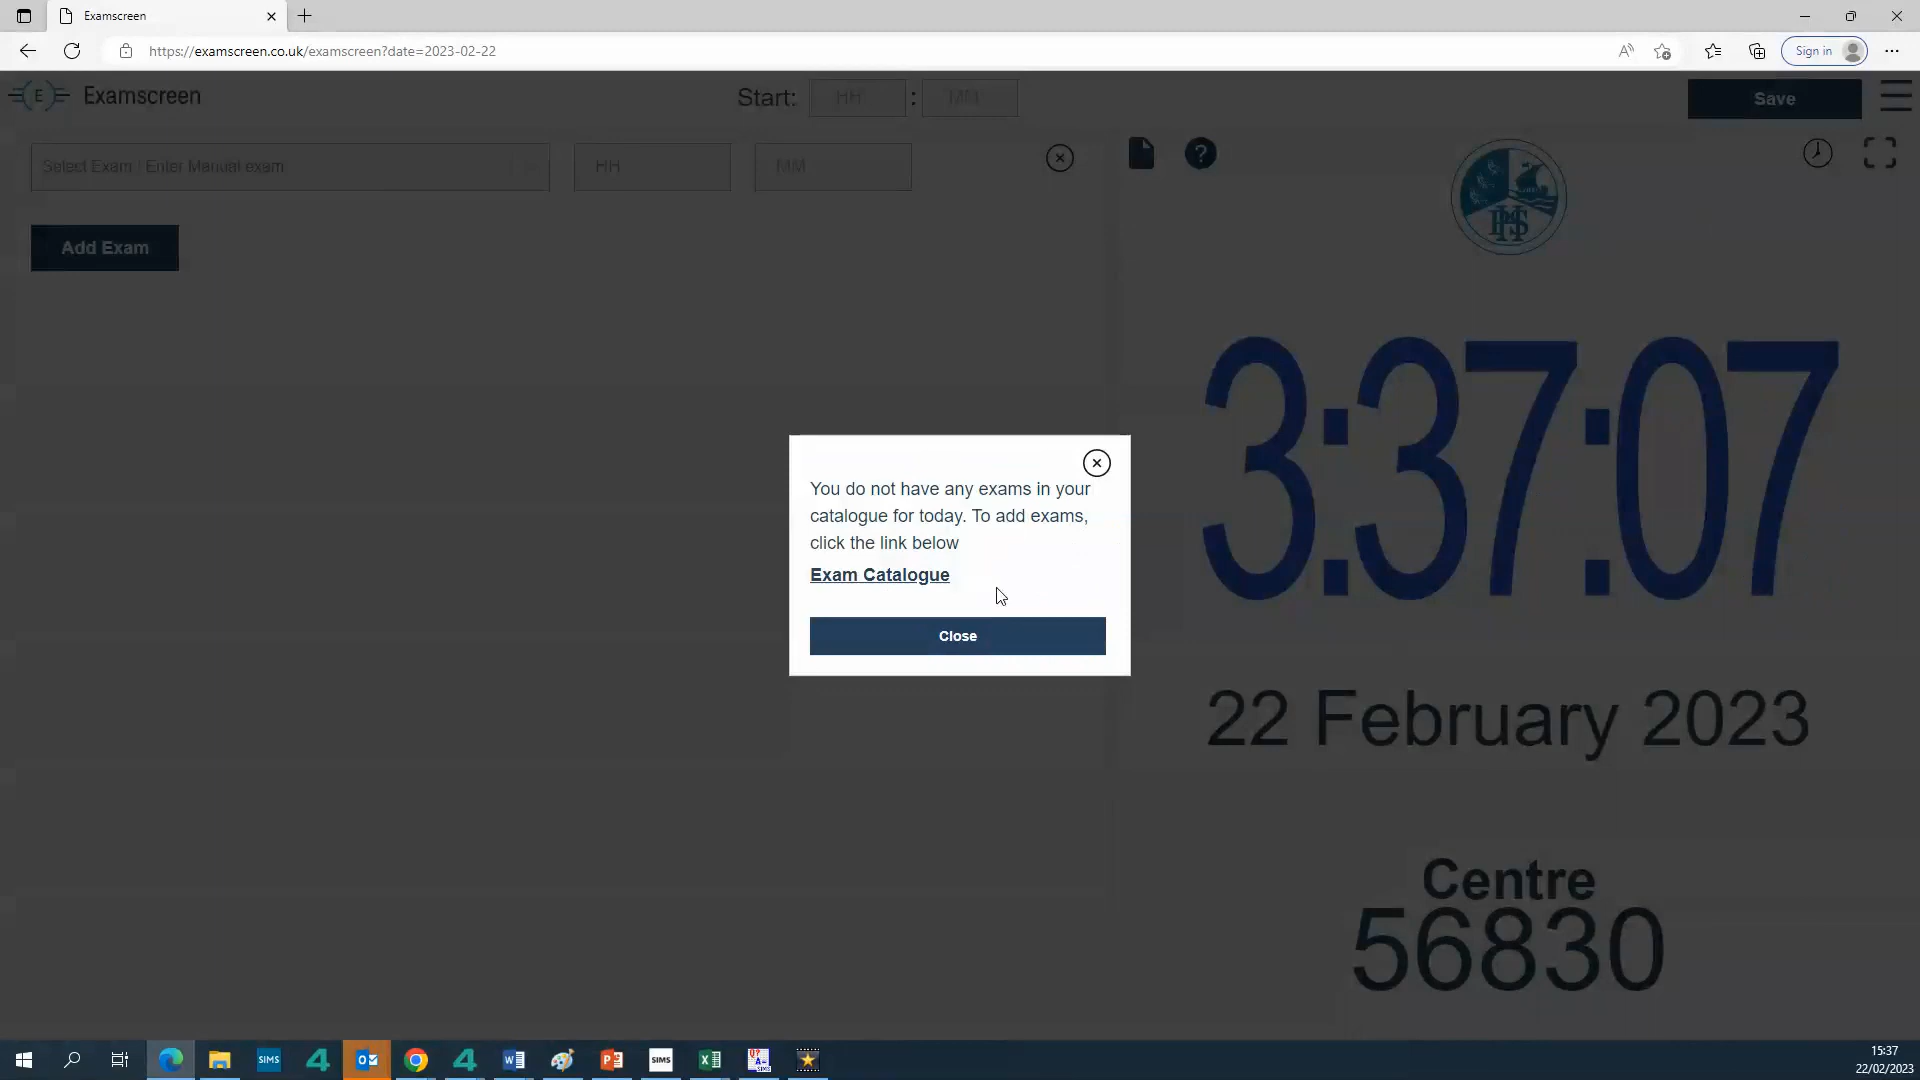 Examscreen
https://examscreen.co.uk/examscreen?date=2023-02-22
Sign in
E
Examscreen
Start:
HH
:
MM
Save
Select Exam / Enter Manual exam
HH
MM
?
Add Exam
HS
3:37:07
You do not have any exams in your
catalogue for today. To add exams,
click the link below
Exam Catalogue
Close
22 February 2023
Centre
56830
SIMS
4
4
SIMS
15:37
22/02/2023